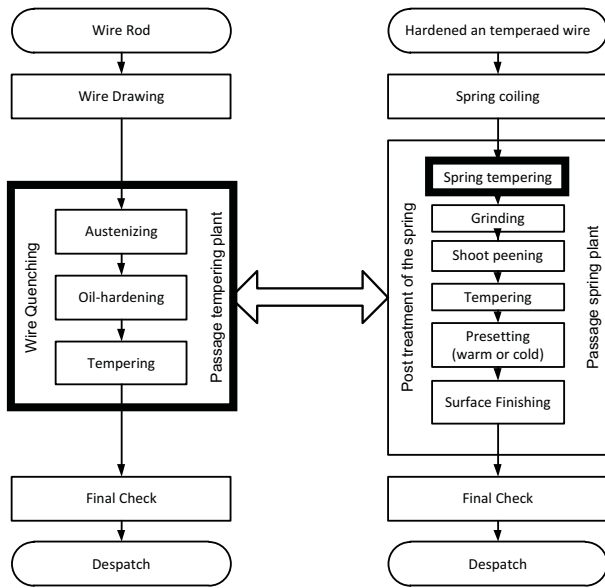 Wire Rod
Wire Drawing
Wire Quenching
Austenizing
Oil-hardening
Tempering
Passage tempering plant
Final Check
Despatch
Hardened an temperaed wire
Spring coiling
Post treatment of the spring
Spring tempering
Grinding
Shoot peening
Tempering
Presetting
(warm or cold)
Surface Finishing
Passage spring plant
Final Check
Despatch